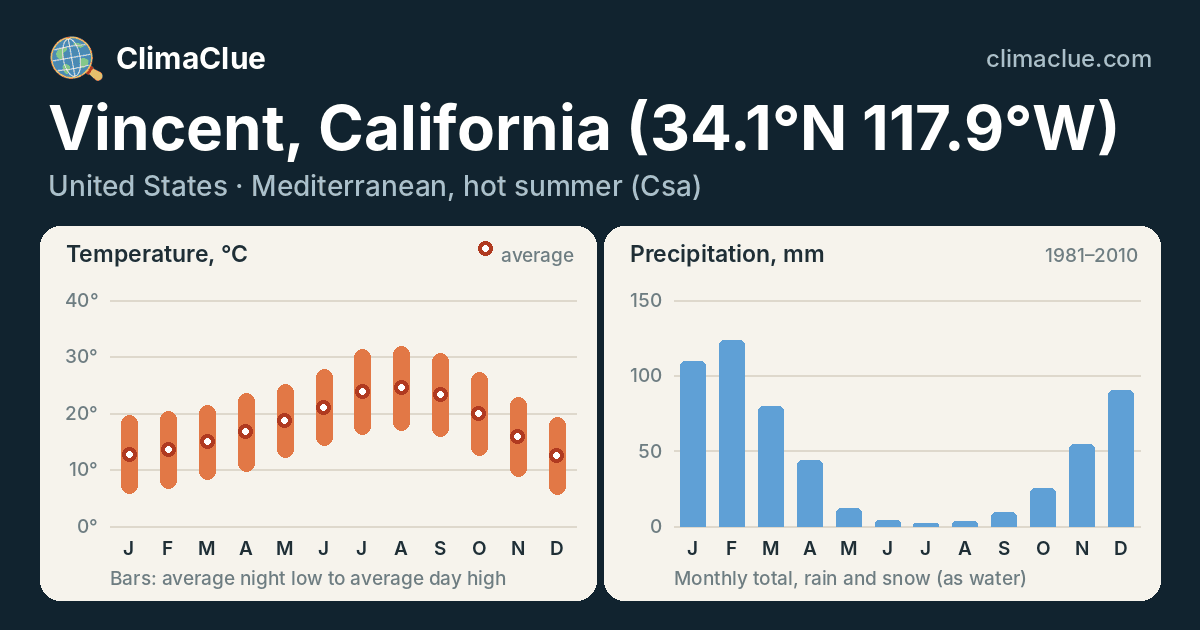 ClimaClue
climaclue.com
Vincent, California (34.1°N 117.9°W)
United States · Mediterranean, hot summer (Csa)
Temperature, °C
average
40°
30°
20°
10°
0°
J F M A M J J A S O N D
Bars: average night low to average day high
Precipitation, mm
1981–2010
150
100
50
0
J F M A M J J A S O N D
Monthly total, rain and snow (as water)